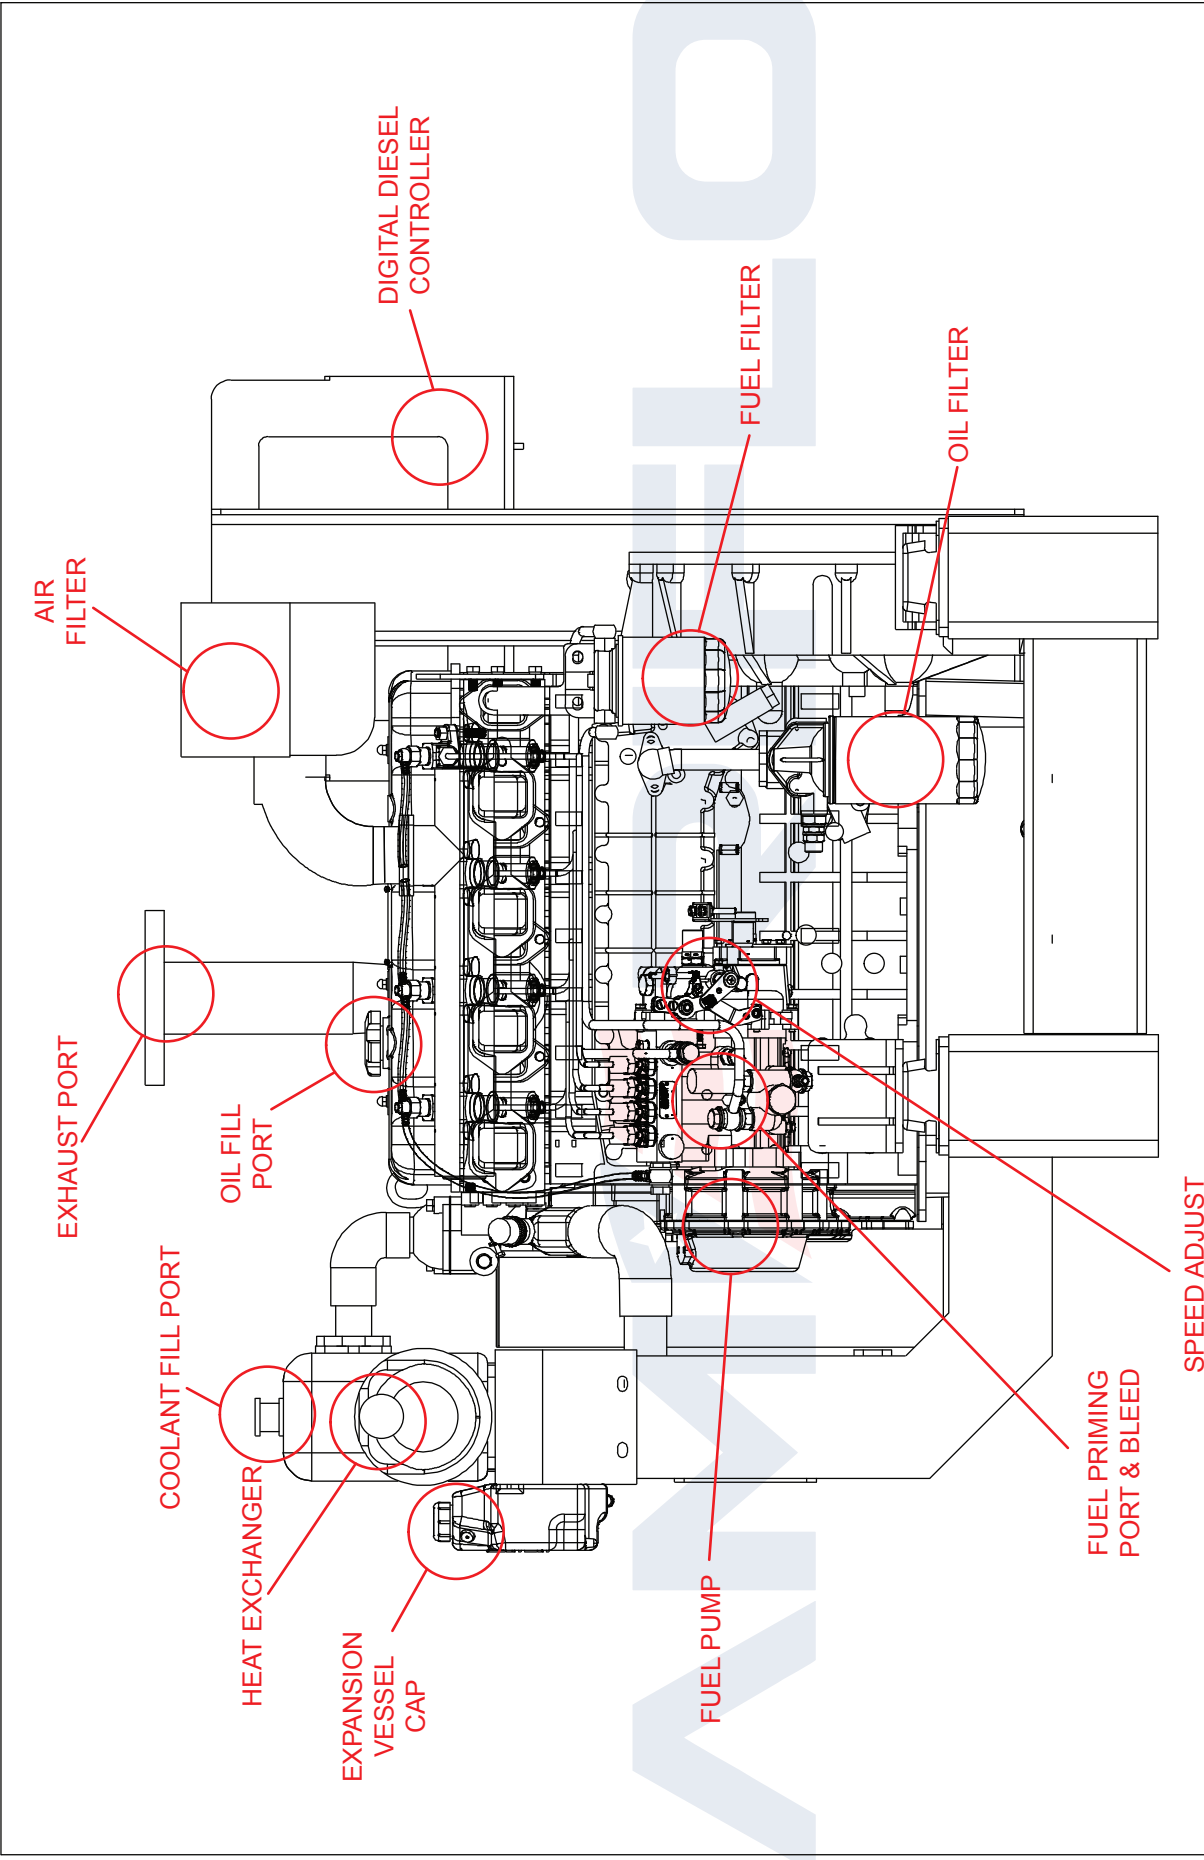 EXHAUST PORT
AIR
FILTER
COOLANT FILL PORT
OIL FILL
PORT
DIGITAL DIESEL
CONTROLLER
HEAT EXCHANGER
EXPANSION
VESSEL
CAP
FUEL FILTER
FUEL PUMP
OIL FILTER
FUEL PRIMING
PORT & BLEED
SPEED ADJUST